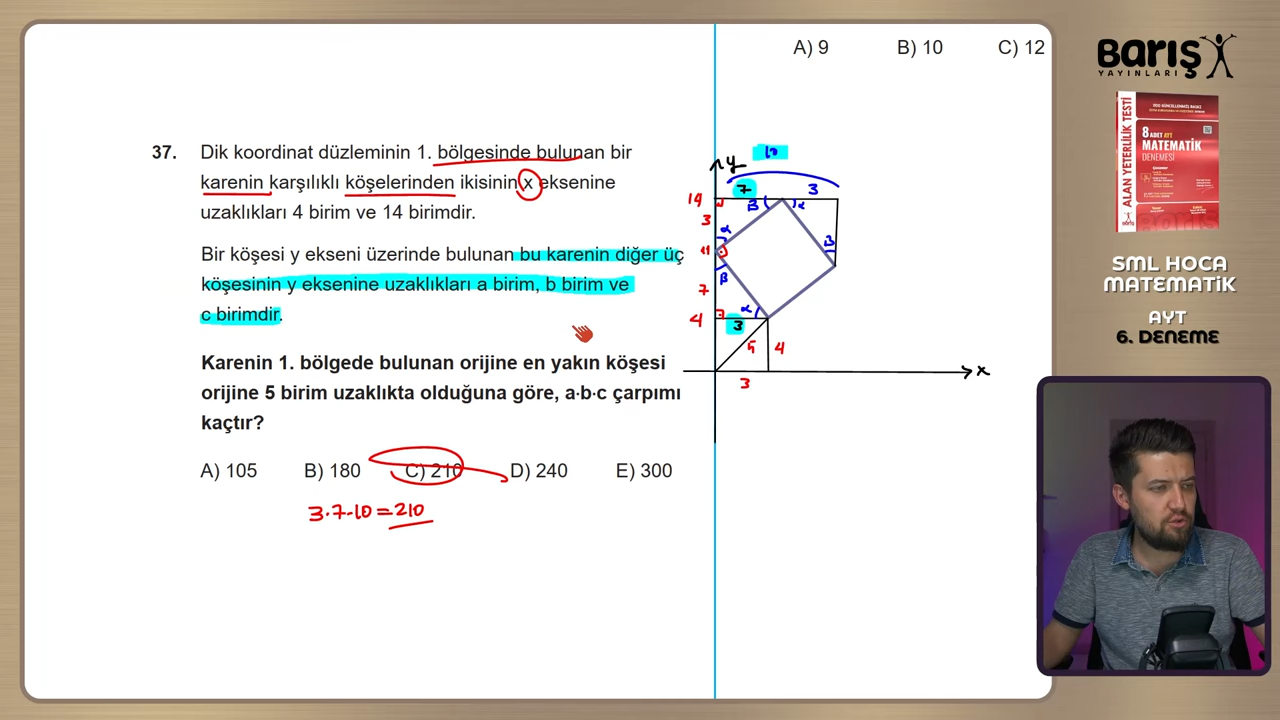 A) 9 B) 10 C) 12
37. Dik koordinat düzleminin 1. bölgesinde bulunan bir
karenin karşılıklı köşelerinden ikisinin x eksenine
uzaklıkları 4 birim ve 14 birimdir.
Bir köşesi y ekseni üzerinde bulunan bu karenin diğer üç
köşesinin y eksenine uzaklıkları a birim, b birim ve
c birimdir.
Karenin 1. bölgede bulunan orijine en yakın köşesi
orijine 5 birim uzaklıkta olduğuna göre, a·b·c çarpımı
kaçtır?
A) 105 B) 180 C) 210 D) 240 E) 300
3·7·10=210
10
y
14 7 3
3 β α
α
11 β
β
7
α
4 3
5 4
x
3
Barış
YAYINLARI
ALAN YETERLİLİK TESTİ
8 ADET AYT
MATEMATİK
DENEMESİ
SML HOCA
MATEMATİK
AYT
6. DENEME